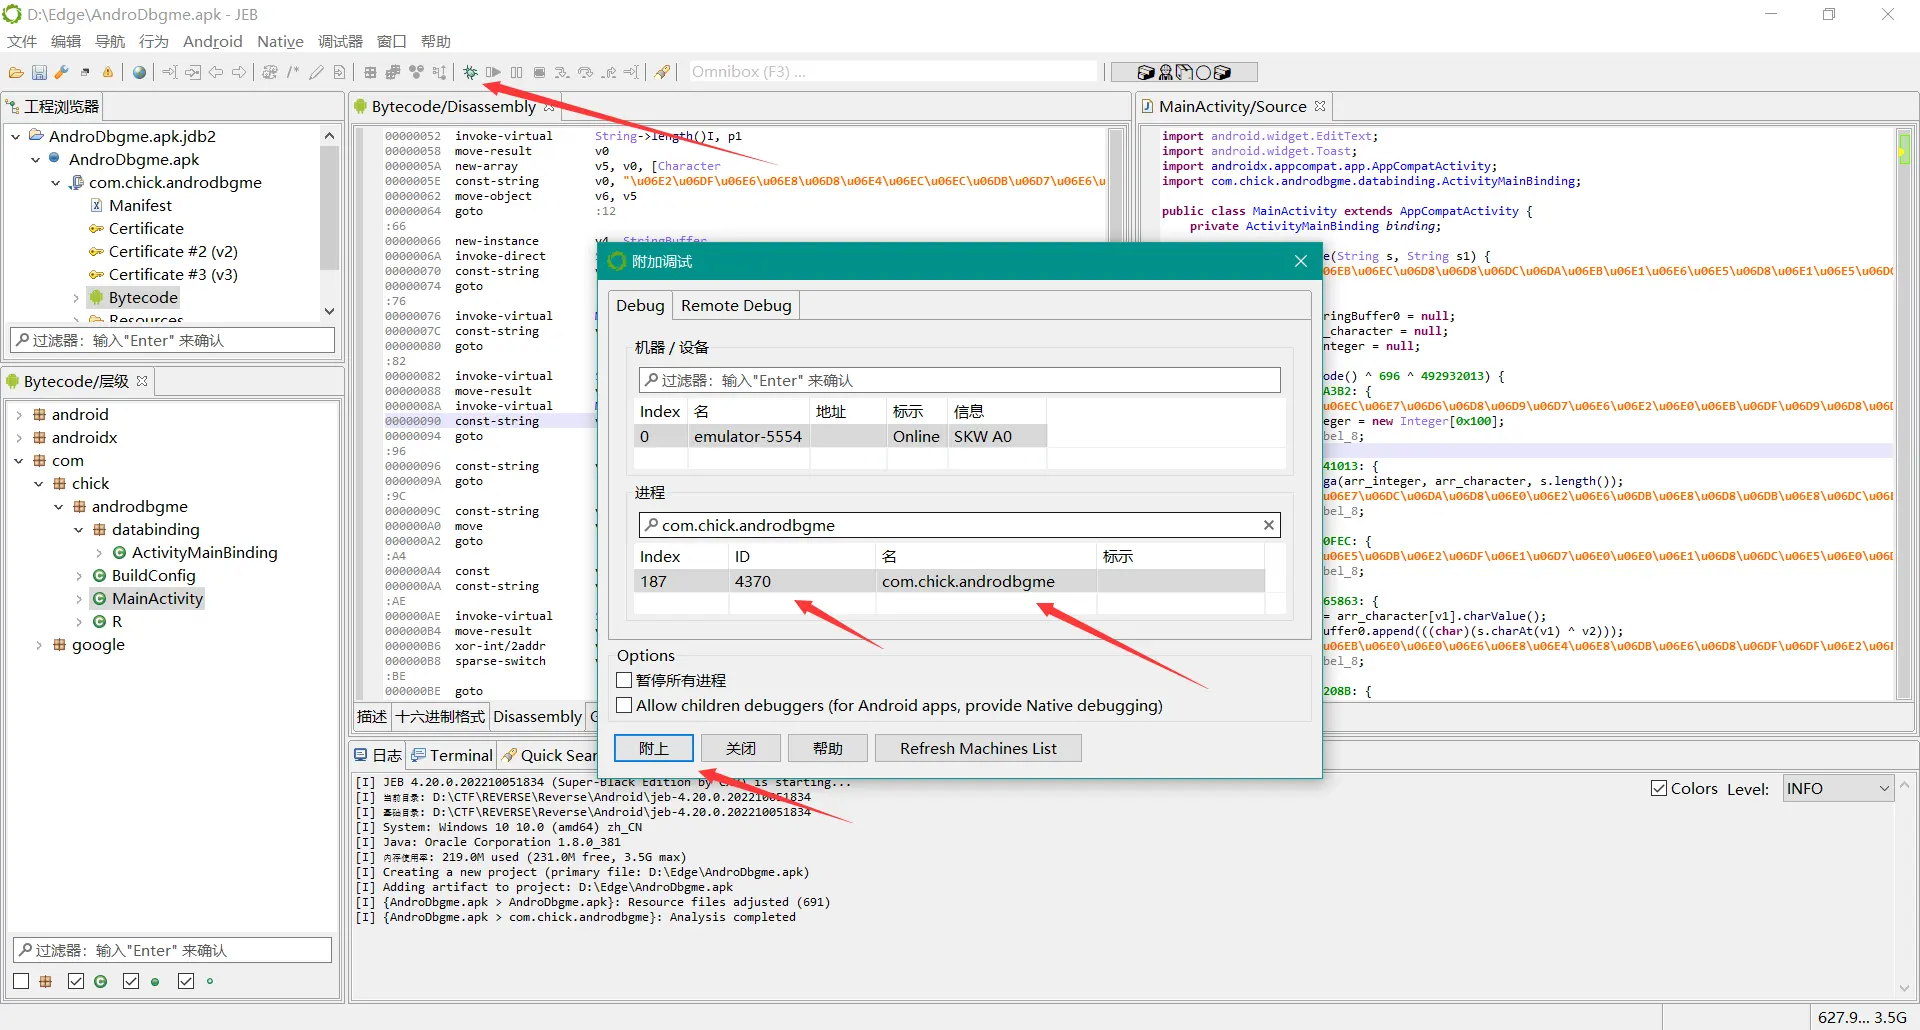 D:\Edge\AndroDbgme.apk - JEB
文件 编辑 导航 行为 Android Native 调试器 窗口 帮助
Omnibox (F3) ...
工程浏览器
AndroDbgme.apk.jdb2
AndroDbgme.apk
com.chick.androdbgme
Manifest
Certificate
Certificate #2 (v2)
Certificate #3 (v3)
Bytecode
Resources
过滤器: 输入"Enter" 来确认
Bytecode/层级
android
androidx
com
chick
androdbgme
databinding
ActivityMainBinding
BuildConfig
MainActivity
R
google
过滤器: 输入"Enter" 来确认
Bytecode/Disassembly
00000052 invoke-virtual String->length()I, p1
00000058 move-result v0
0000005A new-array v5, v0, [Character
0000005E const-string v0, "\u06E2\u06DF\u06E6\u06E8\u06D8\u06E4\u06EC\u06EC\u06DB\u06D7\u06E6\u
00000062 move-object v6, v5
00000064 goto :12
:66
00000066 new-instance v4, StringBuffer
0000006A invoke-direct
00000070 const-string
00000074 goto
:76
00000076 invoke-virtual
0000007C const-string
00000080 goto
:82
00000082 invoke-virtual
00000088 move-result
0000008A invoke-virtual
00000090 const-string
00000094 goto
:96
00000096 const-string
0000009A goto
:9C
0000009C const-string
000000A0 move
000000A2 goto
:A4
000000A4 const
000000AA const-string
:AE
000000AE invoke-virtual
000000B4 move-result
000000B6 xor-int/2addr
000000B8 sparse-switch
:BE
000000BE goto
描述 十六进制格式 Disassembly
MainActivity/Source
import android.widget.EditText;
import android.widget.Toast;
import androidx.appcompat.app.AppCompatActivity;
import com.chick.androdbgme.databinding.ActivityMainBinding;
public class MainActivity extends AppCompatActivity {
private ActivityMainBinding binding;
e(String s, String s1) {
06EB\u06EC\u06D8\u06D8\u06DC\u06DA\u06EB\u06E1\u06E6\u06E5\u06D8\u06E1\u06E5\u06DC
ringBuffer0 = null;
_character = null;
nteger = null;
ode() ^ 696 ^ 492932013) {
A3B2: {
\u06EC\u06E7\u06D6\u06D8\u06D9\u06D7\u06E6\u06E2\u06E0\u06EB\u06DF\u06D9\u06D8\u06D8
eger = new Integer[0x100];
bel_8;
41013: {
ga(arr_integer, arr_character, s.length());
\u06E7\u06DC\u06DA\u06D8\u06E0\u06E2\u06D6\u06DB\u06E8\u06D8\u06DB\u06E8\u06DC\u06DA
bel_8;
0FEC: {
\u06E5\u06DB\u06E2\u06DF\u06E1\u06D7\u06E0\u06E0\u06E1\u06D8\u06DC\u06E5\u06E0\u06D8
bel_8;
65863: {
= arr_character[v1].charValue();
uffer0.append(((char)(s.charAt(v1) ^ v2)));
\u06EB\u06E0\u06E0\u06E6\u06E8\u06E4\u06E8\u06DB\u06D6\u06DF\u06DF\u06E2\u06E6
bel_8;
208B: {
附加调试
Debug Remote Debug
机器 / 设备
过滤器: 输入"Enter" 来确认
Index 名 地址 标示 信息
0 emulator-5554 Online SKW A0
进程
com.chick.androdbgme
Index ID 名 标示
187 4370 com.chick.androdbgme
Options
暂停所有进程
Allow children debuggers (for Android apps, provide Native debugging)
附上 关闭 帮助 Refresh Machines List
日志 Terminal Quick Sear
Colors Level: INFO
[I] JEB 4.20.0.202210051834 (Super-Black Edition by is starting...
[I] 当前目录: D:\CTF\REVERSE\Reverse\Android\jeb-4.20.0.202210051834
[I] 基础目录: D:\CTF\REVERSE\Reverse\Android\jeb-4.20.0.202210051834
[I] System: Windows 10 10.0 (amd64) zh_CN
[I] Java: Oracle Corporation 1.8.0_381
[I] 内存使用率: 219.0M used (231.0M free, 3.5G max)
[I] Creating a new project (primary file: D:\Edge\AndroDbgme.apk)
[I] Adding artifact to project: D:\Edge\AndroDbgme.apk
[I] {AndroDbgme.apk > AndroDbgme.apk}: Resource files adjusted (691)
[I] {AndroDbgme.apk > com.chick.androdbgme}: Analysis completed
627.9... 3.5G